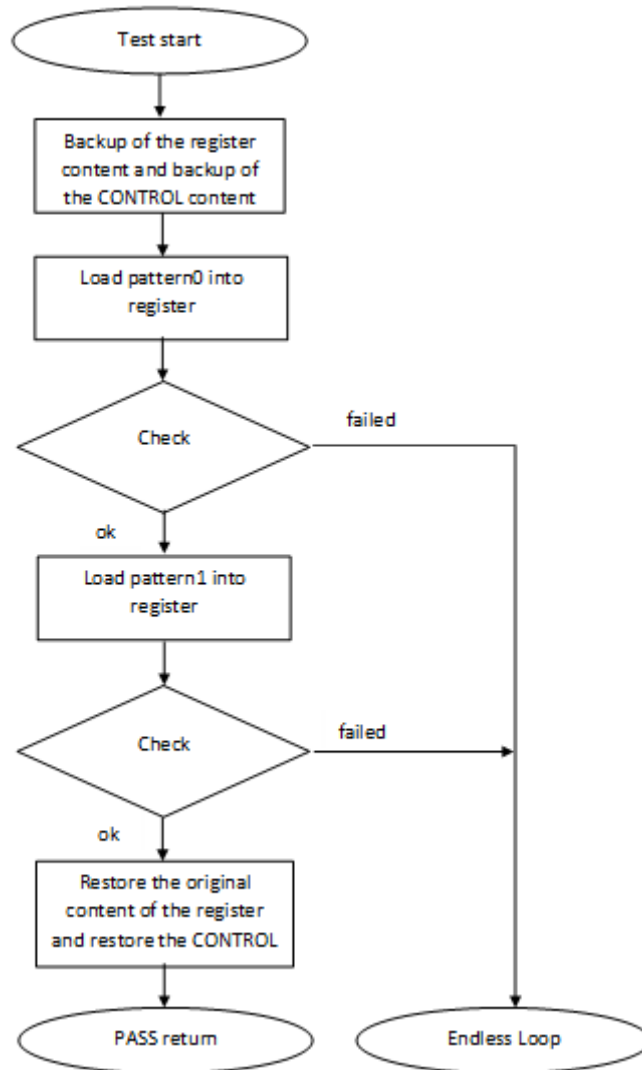 Test start
Backup of the register
content and backup of
the CONTROL content
Load pattern0 into
register
Check
failed
ok
Load pattern1 into
register
Check
failed
ok
Restore the original
content of the register
and restore the CONTROL
PASS return
Endless Loop